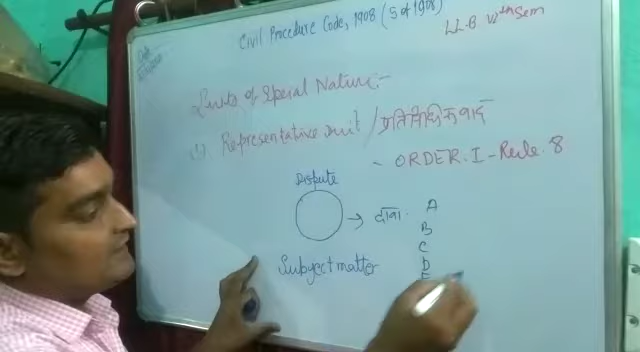 Civil Procedure Code, 1908 (5 of 1908)
LL.B VIth Sem
Suits of Special Nature:-
(1) Representative suit / प्रतिनिधिक वाद
- ORDER. I - Rule. 8
Dispute
→ दावा. A
B
C
Subject matter D
E